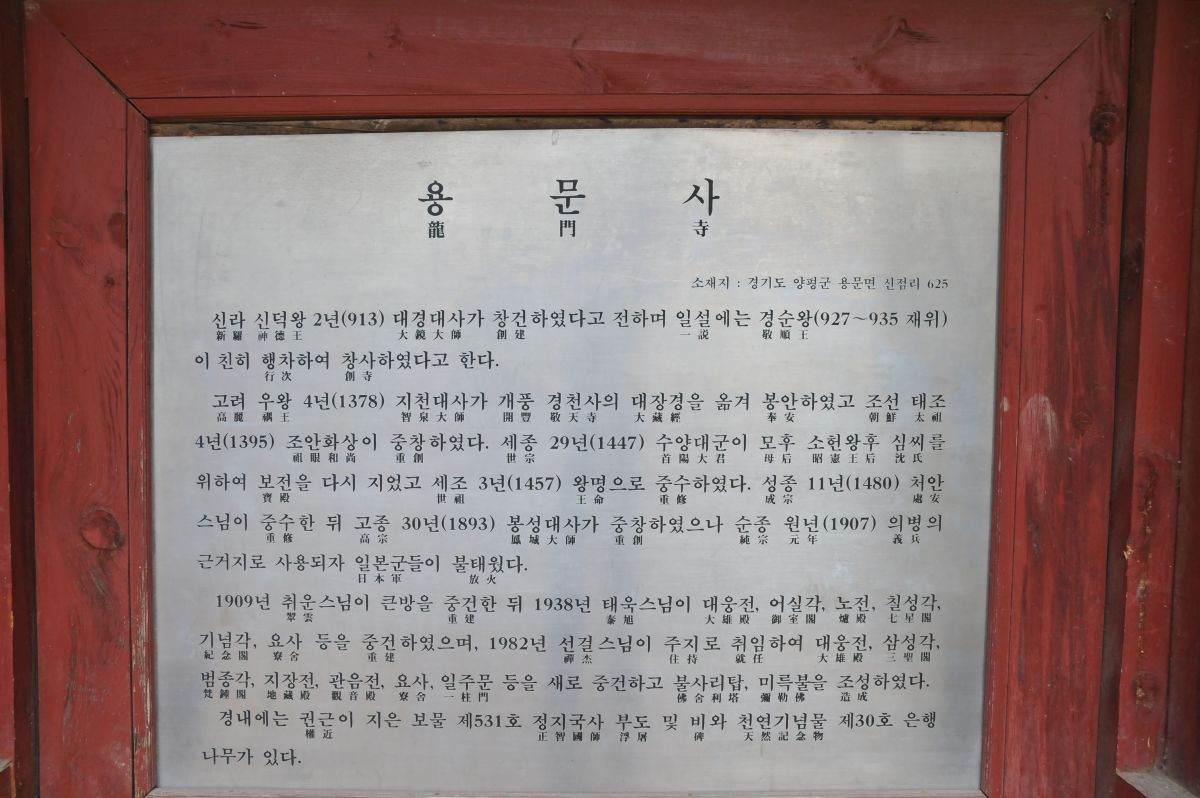 용 문 사
龍 門 寺
소재지 : 경기도 양평군 용문면 신점리 625
신라 신덕왕 2년(913) 대경대사가 창건하였다고 전하며 일설에는 경순왕(927~935 재위)
新羅 神德王 大鏡大師 創建 一説 敬順王
이 친히 행차하여 창사하였다고 한다.
行次 創寺
고려 우왕 4년(1378) 지천대사가 개풍 경천사의 대장경을 옮겨 봉안하였고 조선 태조
高麗 禑王 智泉大師 開豊 敬天寺 大藏經 奉安 朝鮮 太祖
4년(1395) 조안화상이 중창하였다. 세종 29년(1447) 수양대군이 모후 소헌왕후 심씨를
祖眼和尚 重創 世宗 首陽大君 母后 昭憲王后 沈氏
위하여 보전을 다시 지었고 세조 3년(1457) 왕명으로 중수하였다. 성종 11년(1480) 처안
寶殿 世祖 王命 重修 成宗 處安
스님이 중수한 뒤 고종 30년(1893) 봉성대사가 중창하였으나 순종 원년(1907) 의병의
重修 高宗 鳳城大師 重創 純宗 元年 義兵
근거지로 사용되자 일본군들이 불태웠다.
日本軍 放火
1909년 취운스님이 큰방을 중건한 뒤 1938년 태욱스님이 대웅전, 어실각, 노전, 칠성각,
翠雲 重建 泰旭 大雄殿 御室閣 爐殿 七星閣
기념각, 요사 등을 중건하였으며, 1982년 선걸스님이 주지로 취임하여 대웅전, 삼성각,
紀念閣 寮舍 重建 禪杰 住持 就任 大雄殿 三聖閣
범종각, 지장전, 관음전, 요사, 일주문 등을 새로 중건하고 불사리탑, 미륵불을 조성하였다.
梵鍾閣 地藏殿 觀音殿 寮舍 一柱門 佛舍利塔 彌勒佛 造成
경내에는 권근이 지은 보물 제531호 정지국사 부도 및 비와 천연기념물 제30호 은행
權近 正智國師 浮屠 碑 天然記念物
나무가 있다.